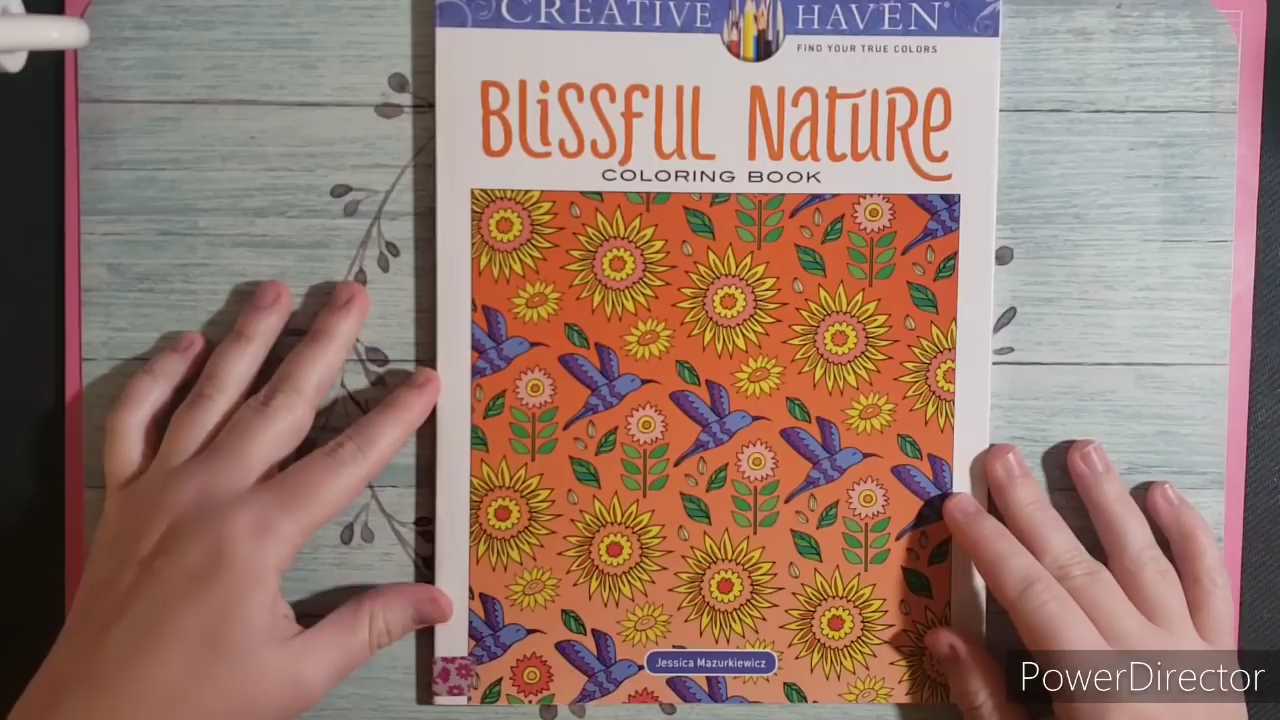 CREATIVE HAVEN®
FIND YOUR TRUE COLORS
BLiSSfUL NatURE
COLORING BOOK
Jessica Mazurkiewicz
PowerDirector